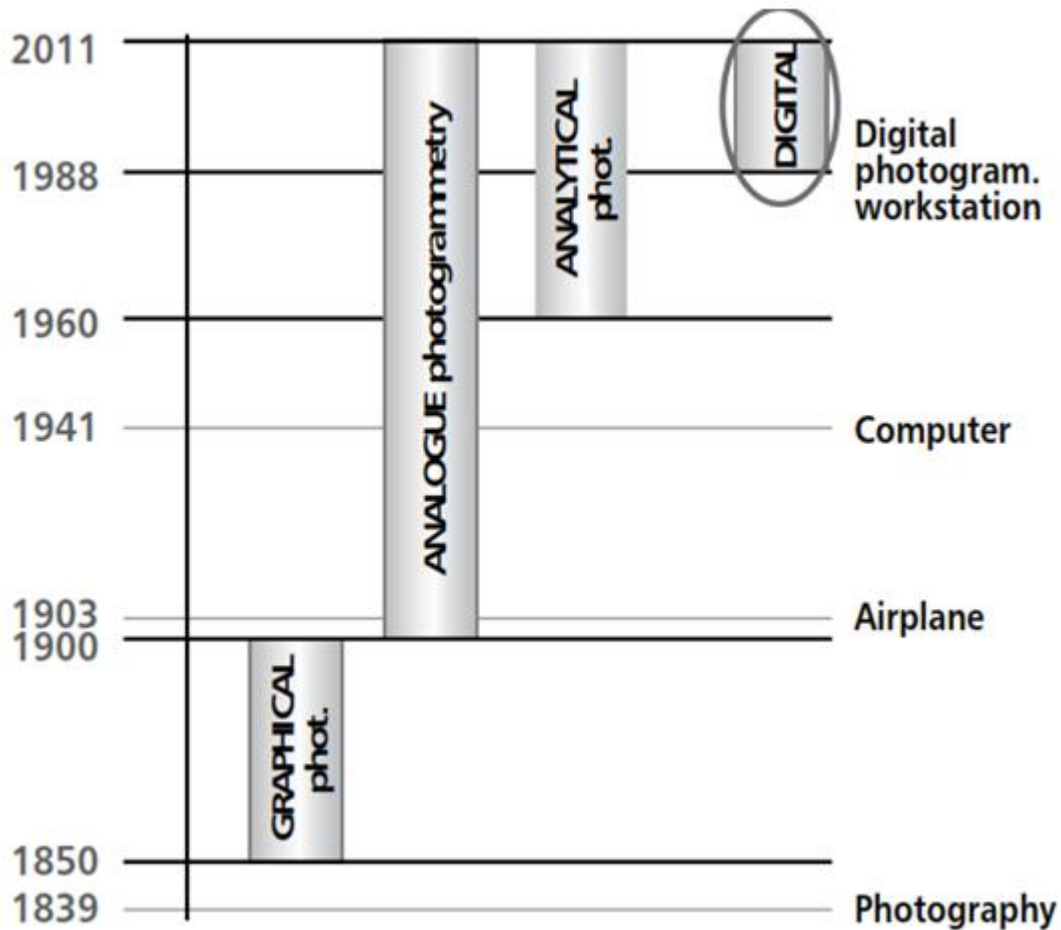 2011
1988
1960
1941
1903
1900
1850
1839
GRAPHICAL
phot.
ANALOGUE photogrammetry
ANALYTICAL
phot.
DIGITAL
Digital
photogram.
workstation
Computer
Airplane
Photography